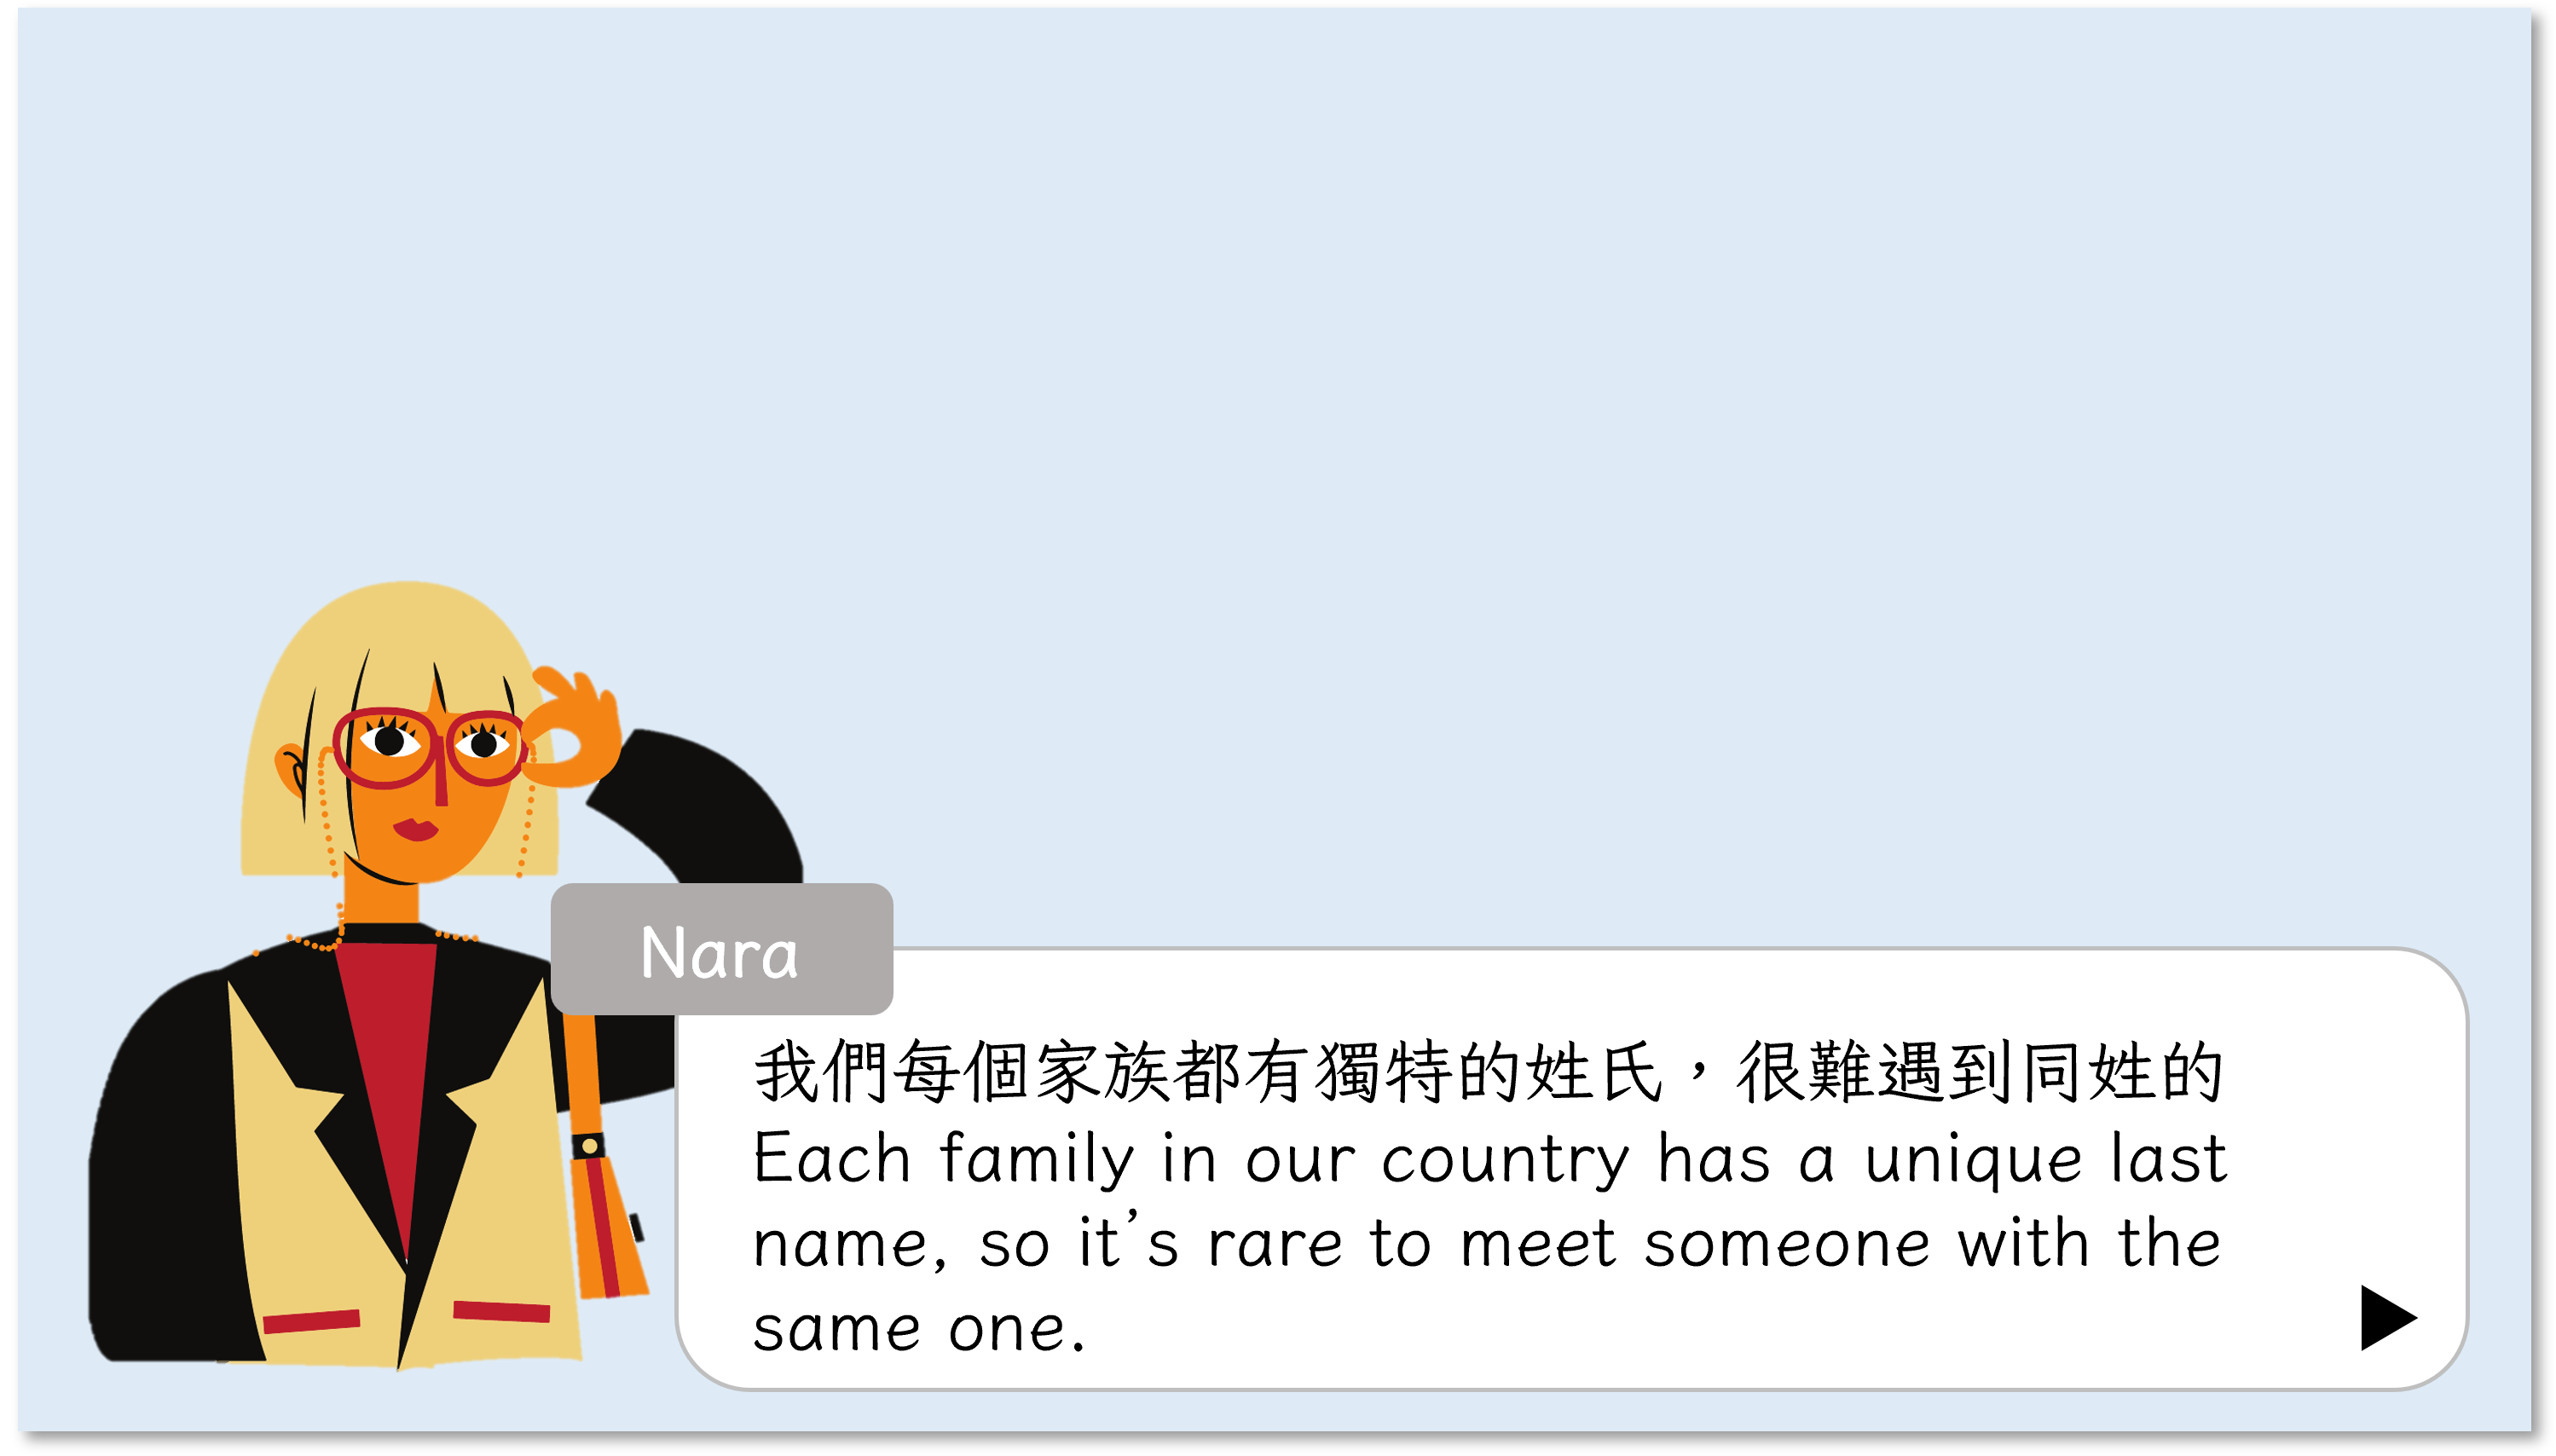 Nara
我們每個家族都有獨特的姓氏，很難遇到同姓的
Each family in our country has a unique last
name, so it’s rare to meet someone with the
same one.